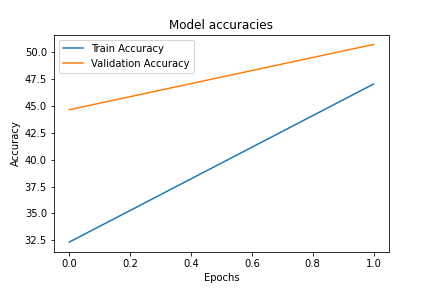 Model accuracies
Train Accuracy
Validation Accuracy
50.0
47.5
45.0
42.5
40.0
37.5
35.0
32.5
Accuracy
0.0 0.2 0.4 0.6 0.8 1.0
Epochs